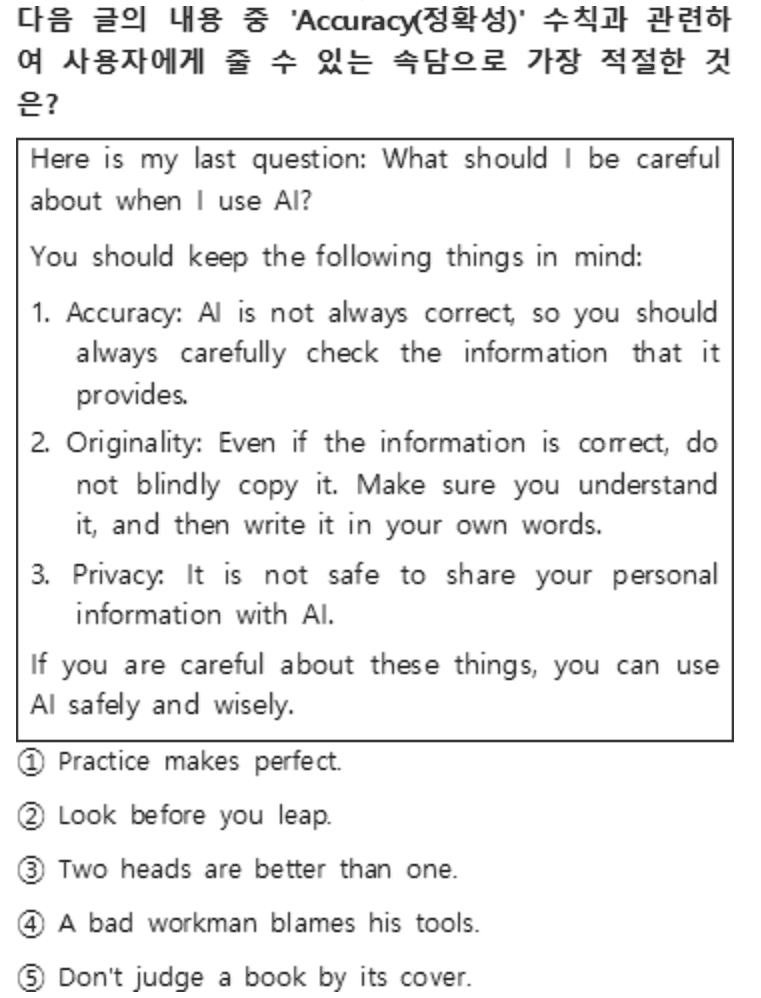 다음 글의 내용 중 'Accuracy(정확성)' 수칙과 관련하
여 사용자에게 줄 수 있는 속담으로 가장 적절한 것
은?
Here is my last question: What should I be careful
about when I use AI?
You should keep the following things in mind:
1. Accuracy: AI is not always correct, so you should
always carefully check the information that it
provides.
2. Originality: Even if the information is correct, do
not blindly copy it. Make sure you understand
it, and then write it in your own words.
3. Privacy: It is not safe to share your personal
information with AI.
If you are careful about these things, you can use
AI safely and wisely.
① Practice makes perfect.
② Look before you leap.
③ Two heads are better than one.
④ A bad workman blames his tools.
⑤ Don't judge a book by its cover.